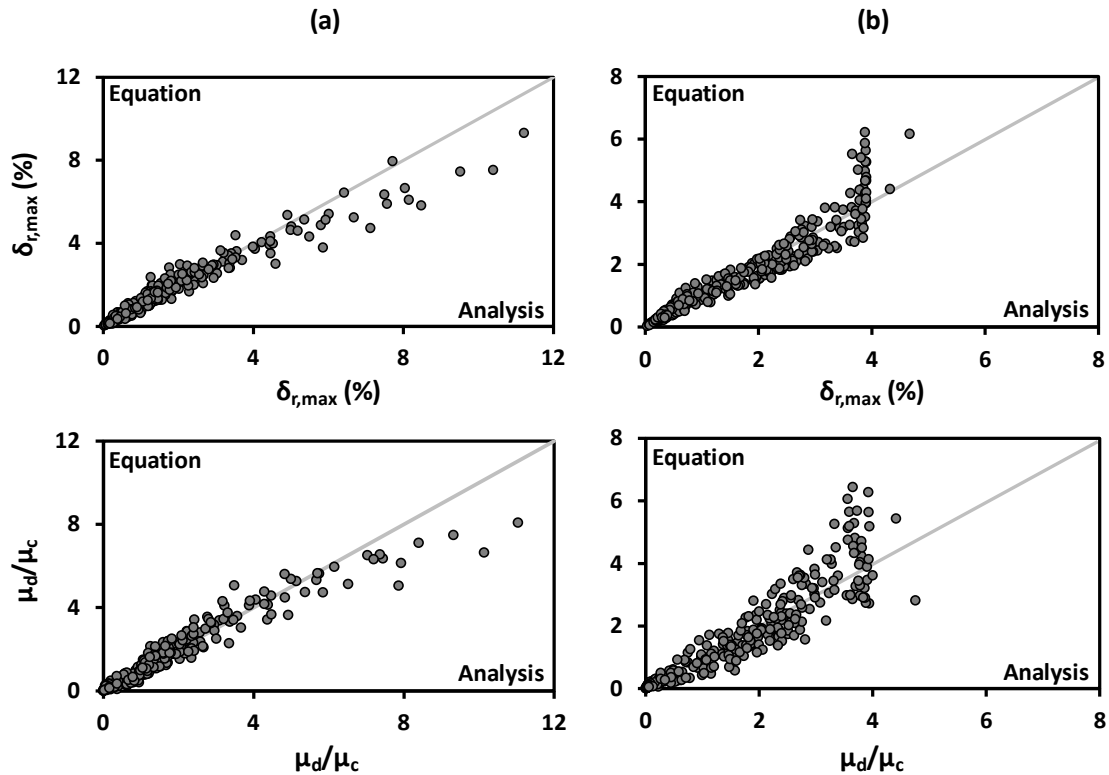 (a)
(b)
12
Equation
8
δr,max (%)
4
0
Analysis
0
4
8
12
δr,max (%)
8
Equation
6
4
2
0
Analysis
0
2
4
6
8
δr,max (%)
12
Equation
8
μd/μc
4
0
Analysis
0
4
8
12
μd/μc
8
Equation
6
4
2
0
Analysis
0
2
4
6
8
μd/μc